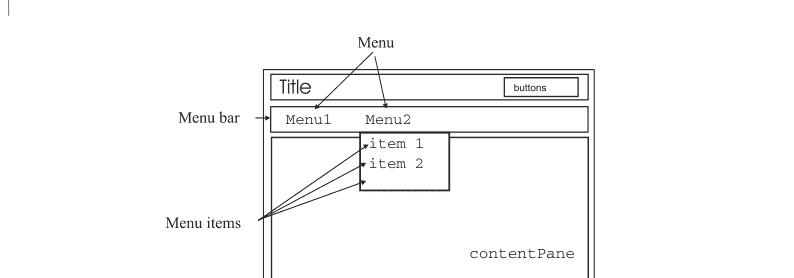 Menu
Title
buttons
Menu bar
Menu1
Menu2
item 1
item 2
Menu items
contentPane